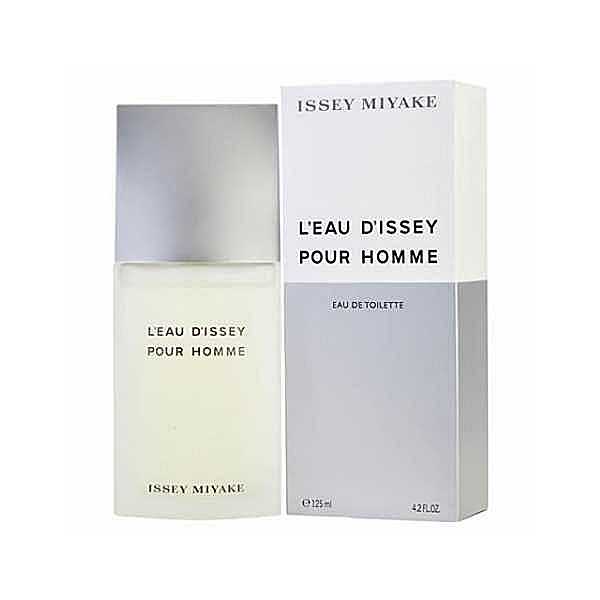 ISSEY MIYAKE
L'EAU D'ISSEY
POUR HOMME
EAU DE TOILETTE
℮ 125 ml 4.2 FL.OZ.
L'EAU D'ISSEY
POUR HOMME
ISSEY MIYAKE